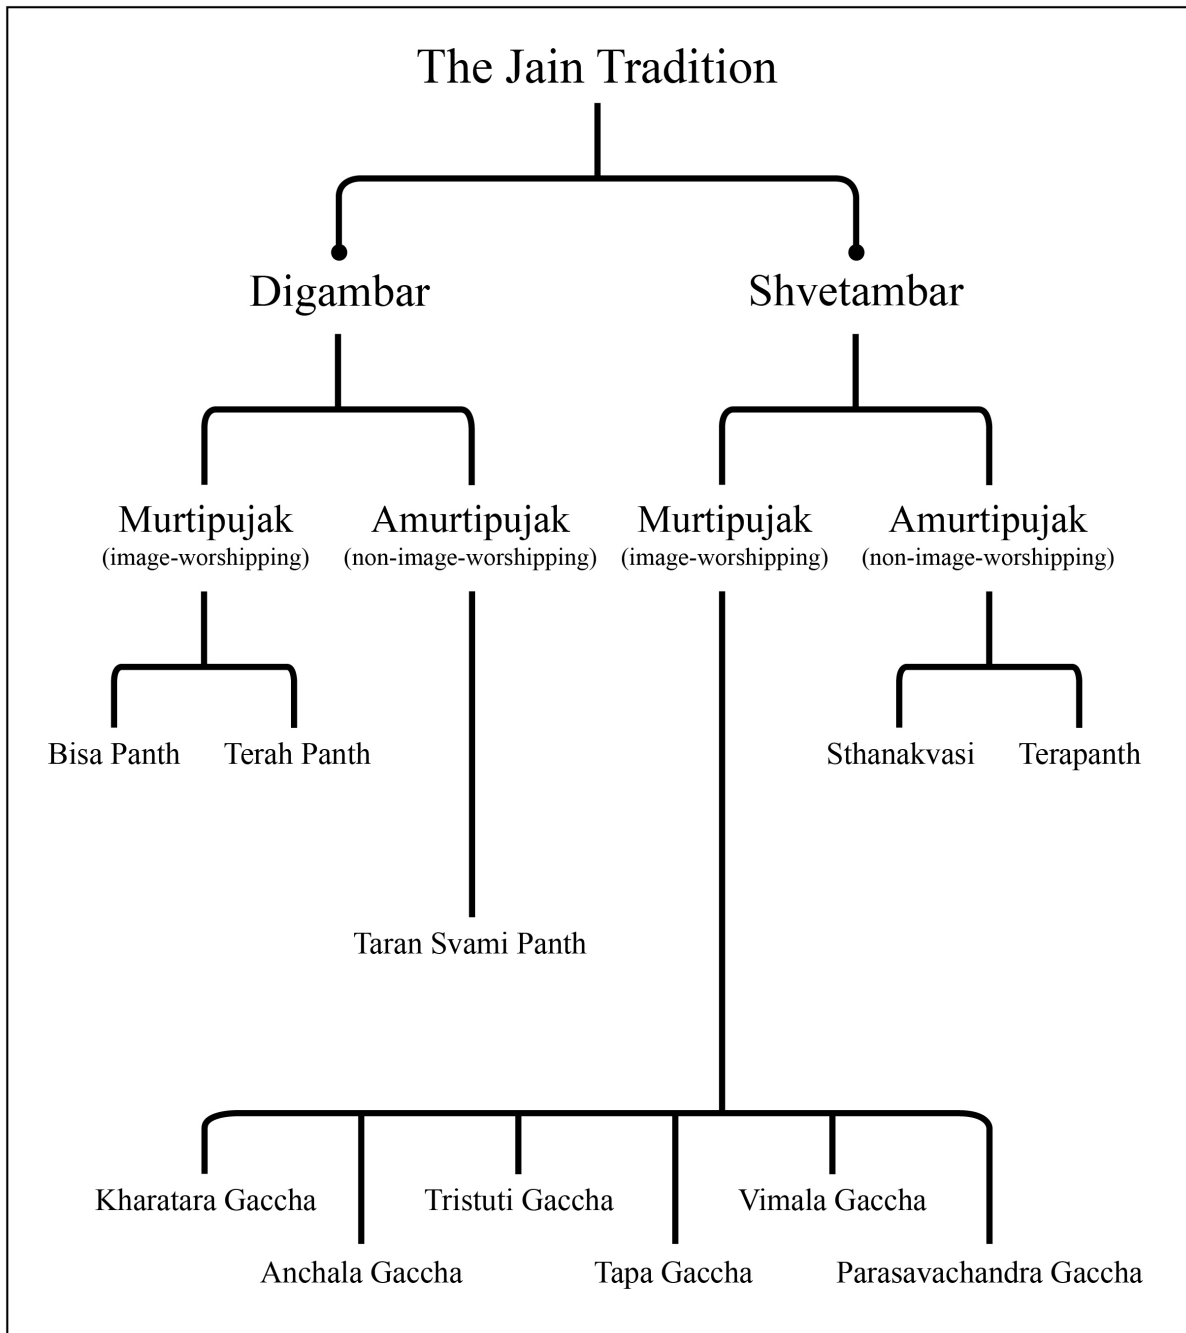 The Jain Tradition
Digambar
Shvetambar
Murtipujak
(image-worshipping)
Amurtipujak
(non-image-worshipping)
Murtipujak
(image-worshipping)
Amurtipujak
(non-image-worshipping)
Bisa Panth
Terah Panth
Sthanakvasi
Terapanth
Taran Svami Panth
Kharatara Gaccha
Tristuti Gaccha
Vimala Gaccha
Anchala Gaccha
Tapa Gaccha
Parasavachandra Gaccha